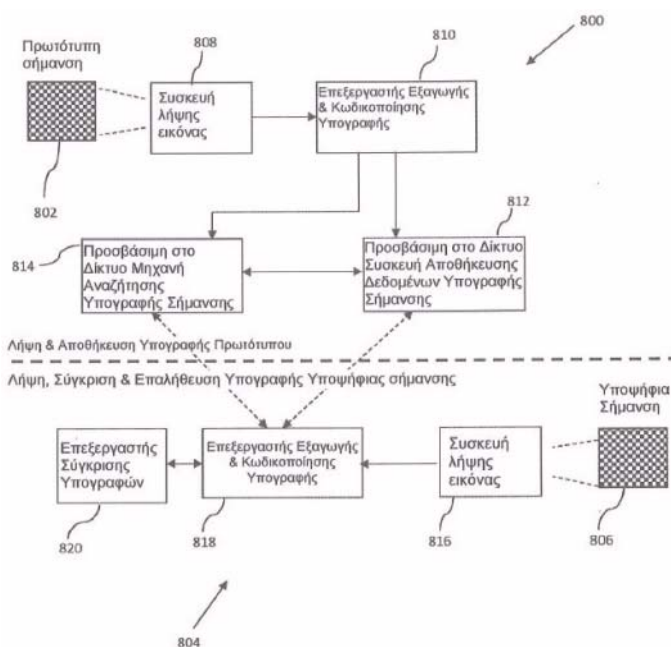 Πρωτότυπη
σήμανση
808
810
800
Συσκευή
λήψης
εικόνας
Επεξεργαστής Εξαγωγής
& Κωδικοποίησης
Υπογραφής
802
812
814
Προσβάσιμη στο
Δίκτυο Μηχανή
Αναζήτησης
Υπογραφής Σήμανσης
Προσβάσιμη στο Δίκτυο
Συσκευή Αποθήκευσης
Δεδομένων Υπογραφής
Σήμανσης
Λήψη & Αποθήκευση Υπογραφής Πρωτότυπου
Λήψη, Σύγκριση & Επαλήθευση Υπογραφής Υποψήφιας σήμανσης
Υποψήφια
Σήμανση
Επεξεργαστής
Σύγκρισης
Υπογραφών
Επεξεργαστής Εξαγωγής
& Κωδικοποίησης
Υπογραφής
Συσκευή
λήψης
εικόνας
820
818
816
806
804